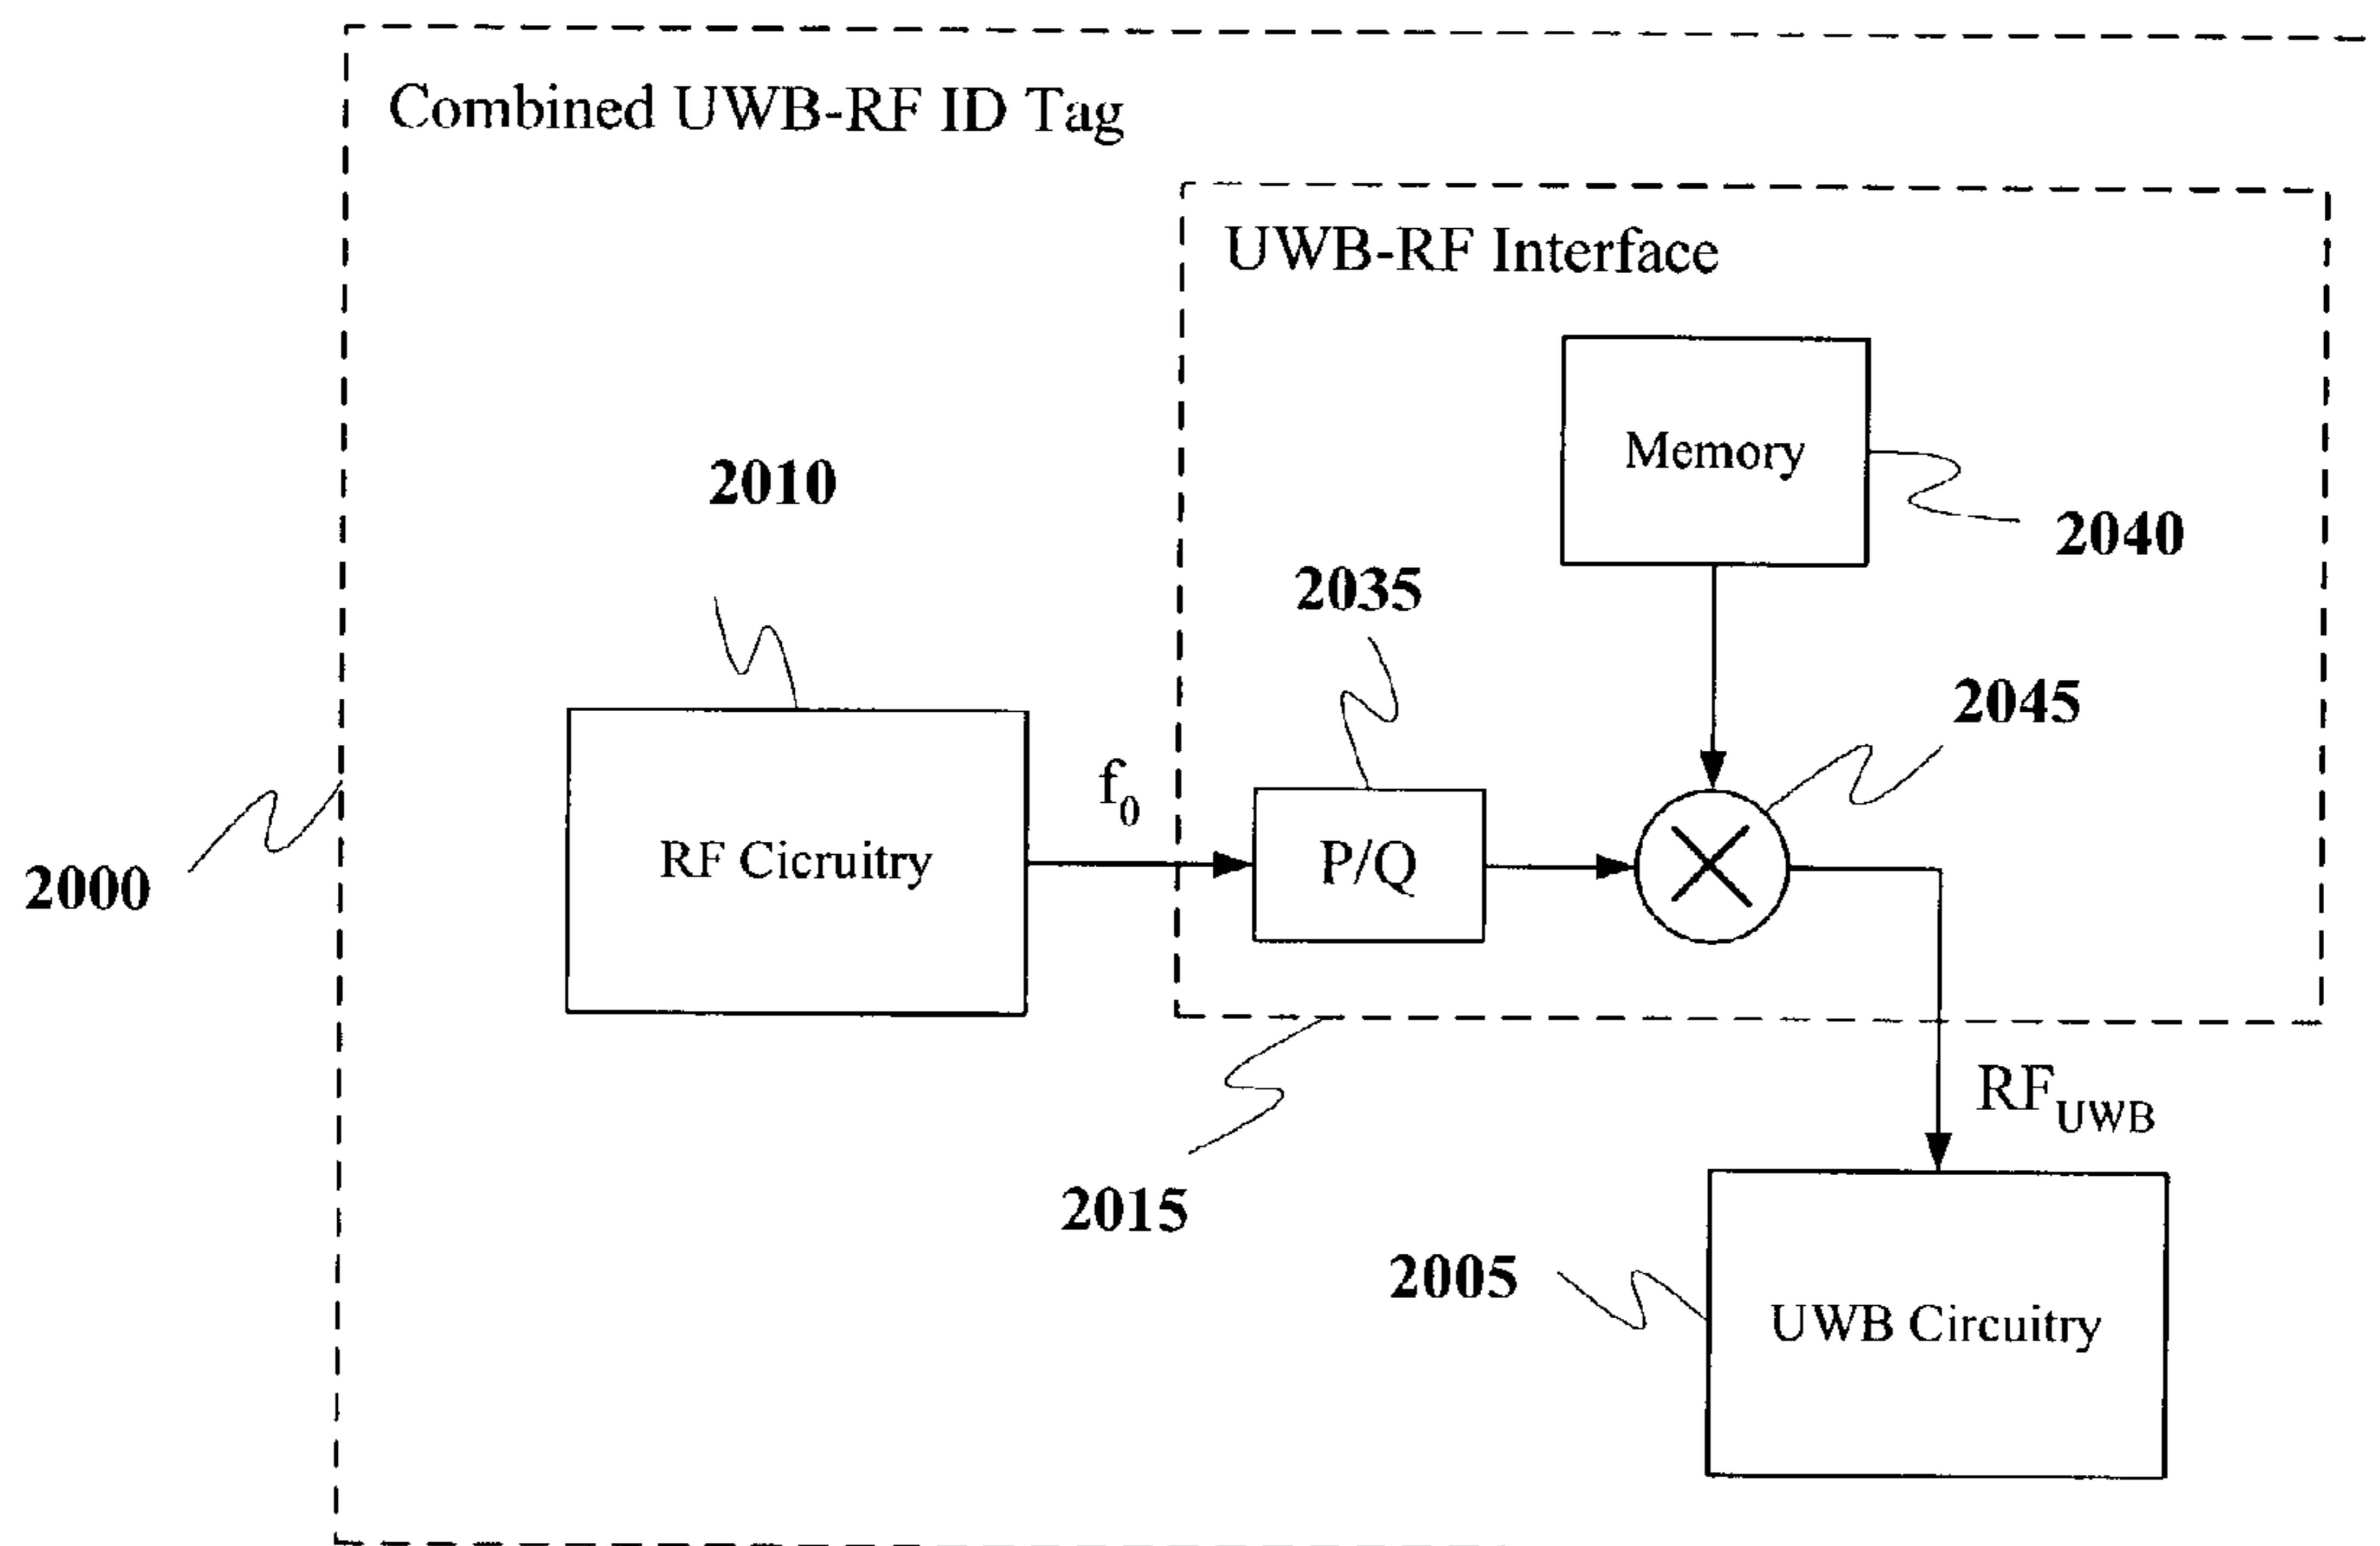 Combined UWB-RF ID Tag
UWB-RF Interface
Memory
2010
2040
2035
2045
f0
RF Cicruitry
P/Q
2000
RFUWB
2015
2005
UWB Circuitry